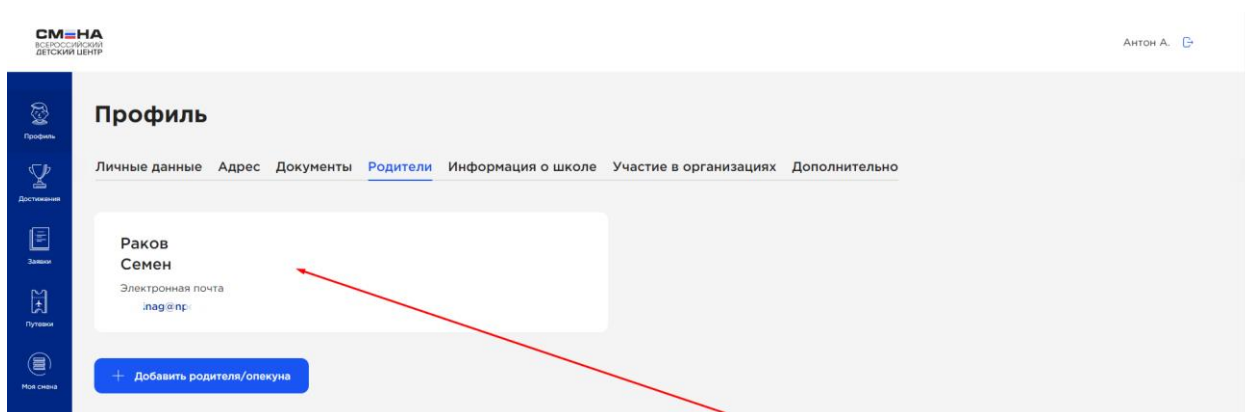 СМЕНА
ВСЕРОССИЙСКИЙ
ДЕТСКИЙ ЦЕНТР
Антон А.
Профиль
Профиль
Личные данные Адрес Документы Родители Информация о школе Участие в организациях Дополнительно
Достижения
Раков
Семен
Заявки
Электронная почта
Путевки
+ Добавить родителя/опекуна
Моя смена